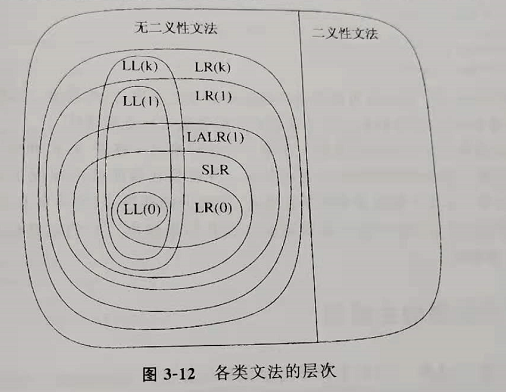 无二义性文法
二义性文法
LL(k)
LR(k)
LL(1)
LR(1)
LALR(1)
SLR
LL(0)
LR(0)
图 3-12 各类文法的层次